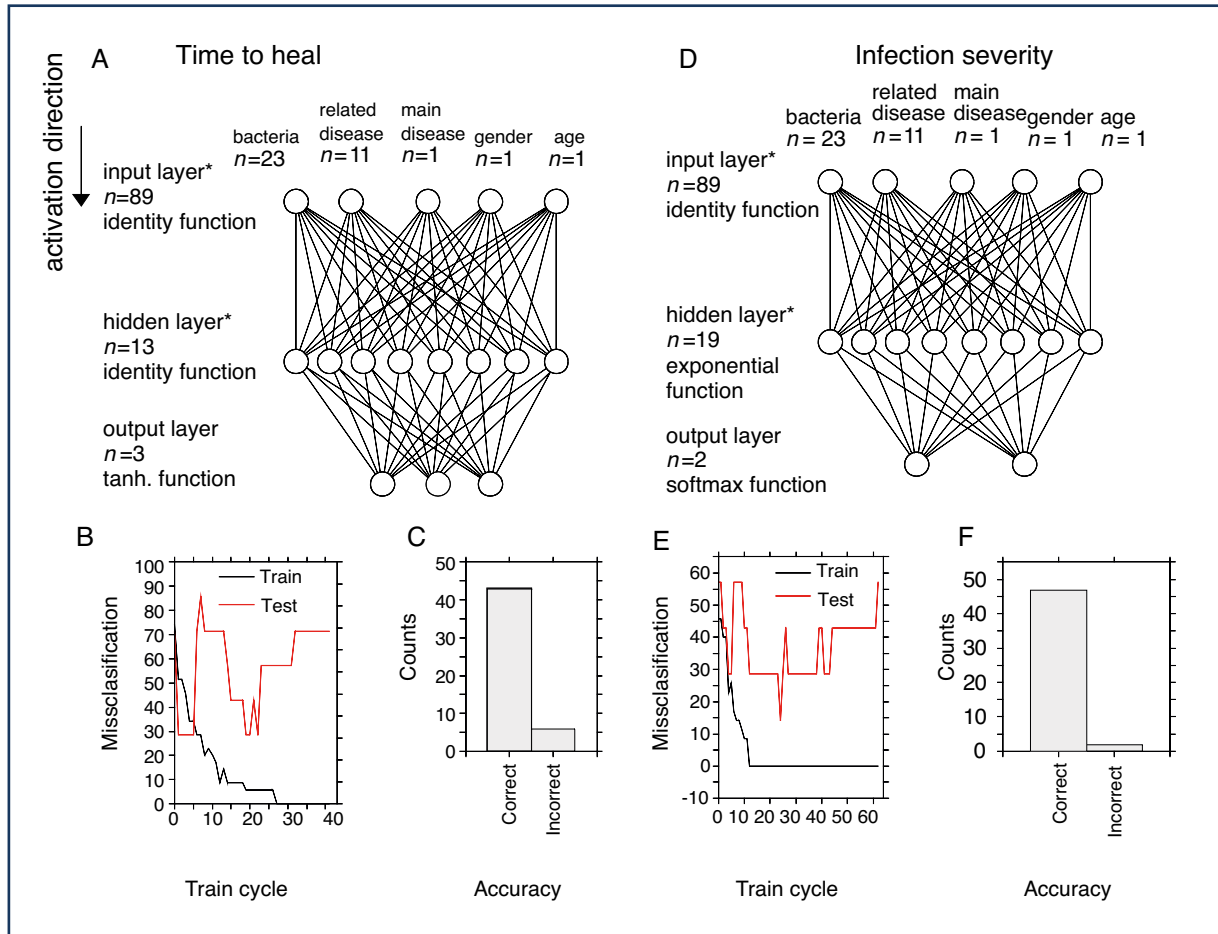 A
Time to heal
activation direction
bacteria
n=23
related
disease
n=11
main
disease
n=1
gender
n=1
age
n=1
input layer*
n=89
identity function
hidden layer*
n=13
identity function
output layer
n=3
tanh. function
D
Infection severity
bacteria
n= 23
related
disease
n=11
main
disease
n= 1
gender
n= 1
age
n= 1
input layer*
n=89
identity function
hidden layer*
n=19
exponential
function
output layer
n=2
softmax function
B
Missclasification
100
90
80
70
60
50
40
30
20
10
0
Train
Test
0 10 20 30 40
Train cycle
C
Counts
50
40
30
20
10
0
Correct
Incorrect
Accuracy
E
Missclasification
60
50
40
30
20
10
0
-10
Train
Test
0 10 20 30 40 50 60
Train cycle
F
Counts
50
40
30
20
10
0
Correct
Incorrect
Accuracy